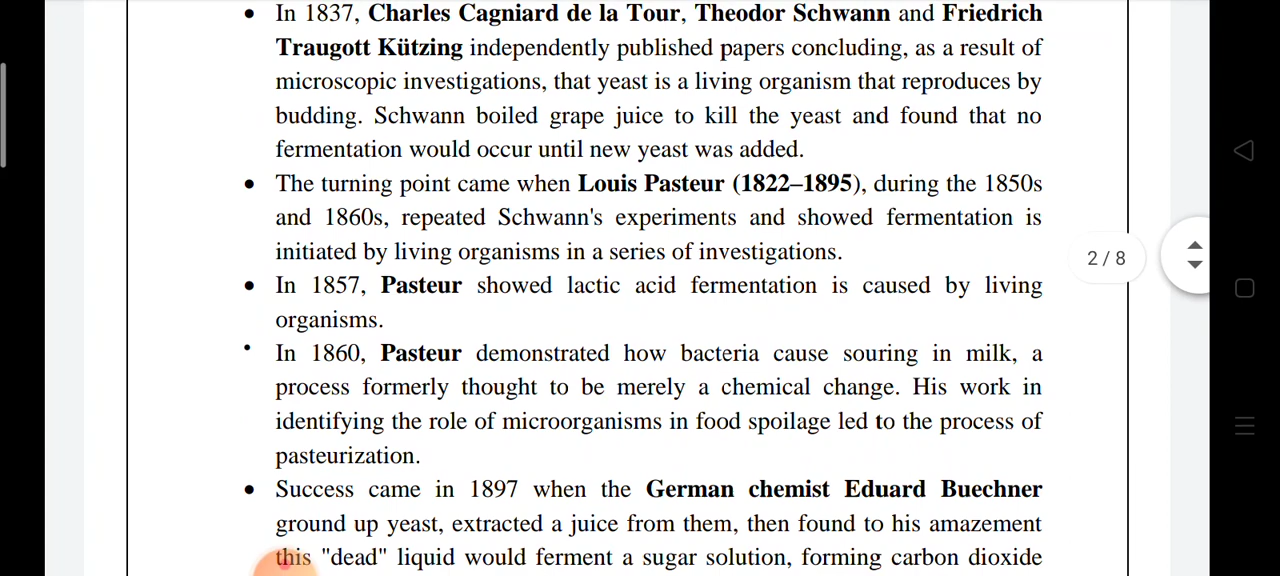 • In 1837, Charles Cagniard de la Tour, Theodor Schwann and Friedrich
Traugott Kützing independently published papers concluding, as a result of
microscopic investigations, that yeast is a living organism that reproduces by
budding. Schwann boiled grape juice to kill the yeast and found that no
fermentation would occur until new yeast was added.
• The turning point came when Louis Pasteur (1822–1895), during the 1850s
and 1860s, repeated Schwann's experiments and showed fermentation is
initiated by living organisms in a series of investigations.
2 / 8
• In 1857, Pasteur showed lactic acid fermentation is caused by living
organisms.
• In 1860, Pasteur demonstrated how bacteria cause souring in milk, a
process formerly thought to be merely a chemical change. His work in
identifying the role of microorganisms in food spoilage led to the process of
pasteurization.
• Success came in 1897 when the German chemist Eduard Buechner
ground up yeast, extracted a juice from them, then found to his amazement
this "dead" liquid would ferment a sugar solution, forming carbon dioxide